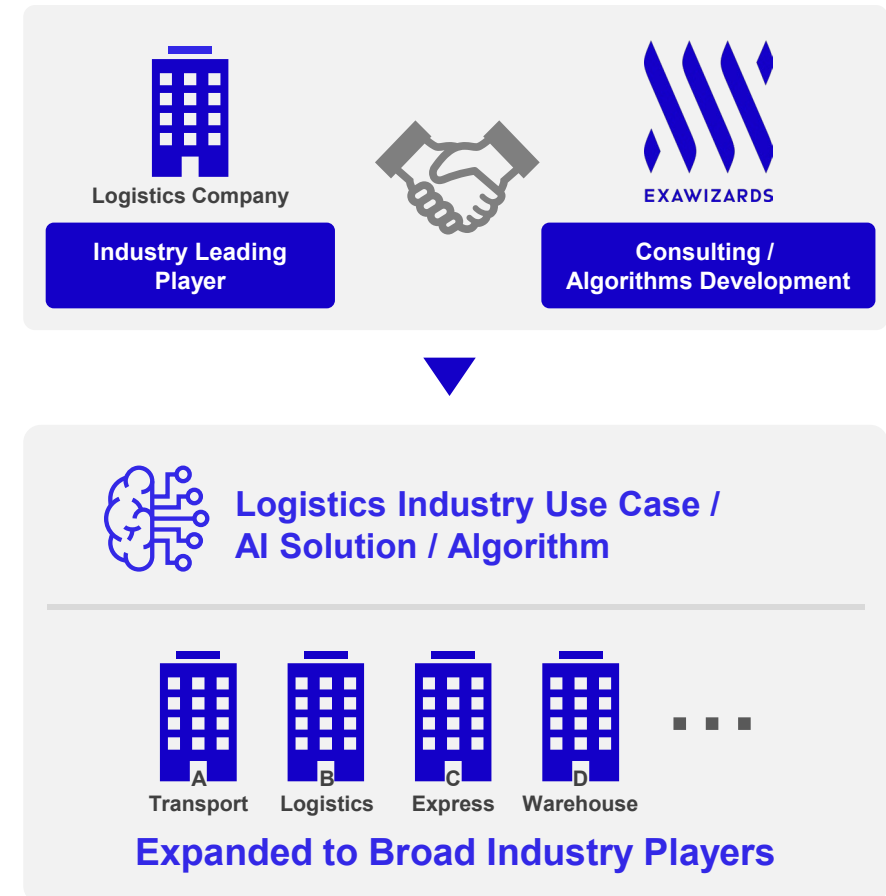 Logistics Company
EXAWIZARDS
Industry Leading
Player
Consulting /
Algorithms Development
Logistics Industry Use Case /
AI Solution / Algorithm
A
Transport
B
Logistics
C
Express
D
Warehouse
...
Expanded to Broad Industry Players